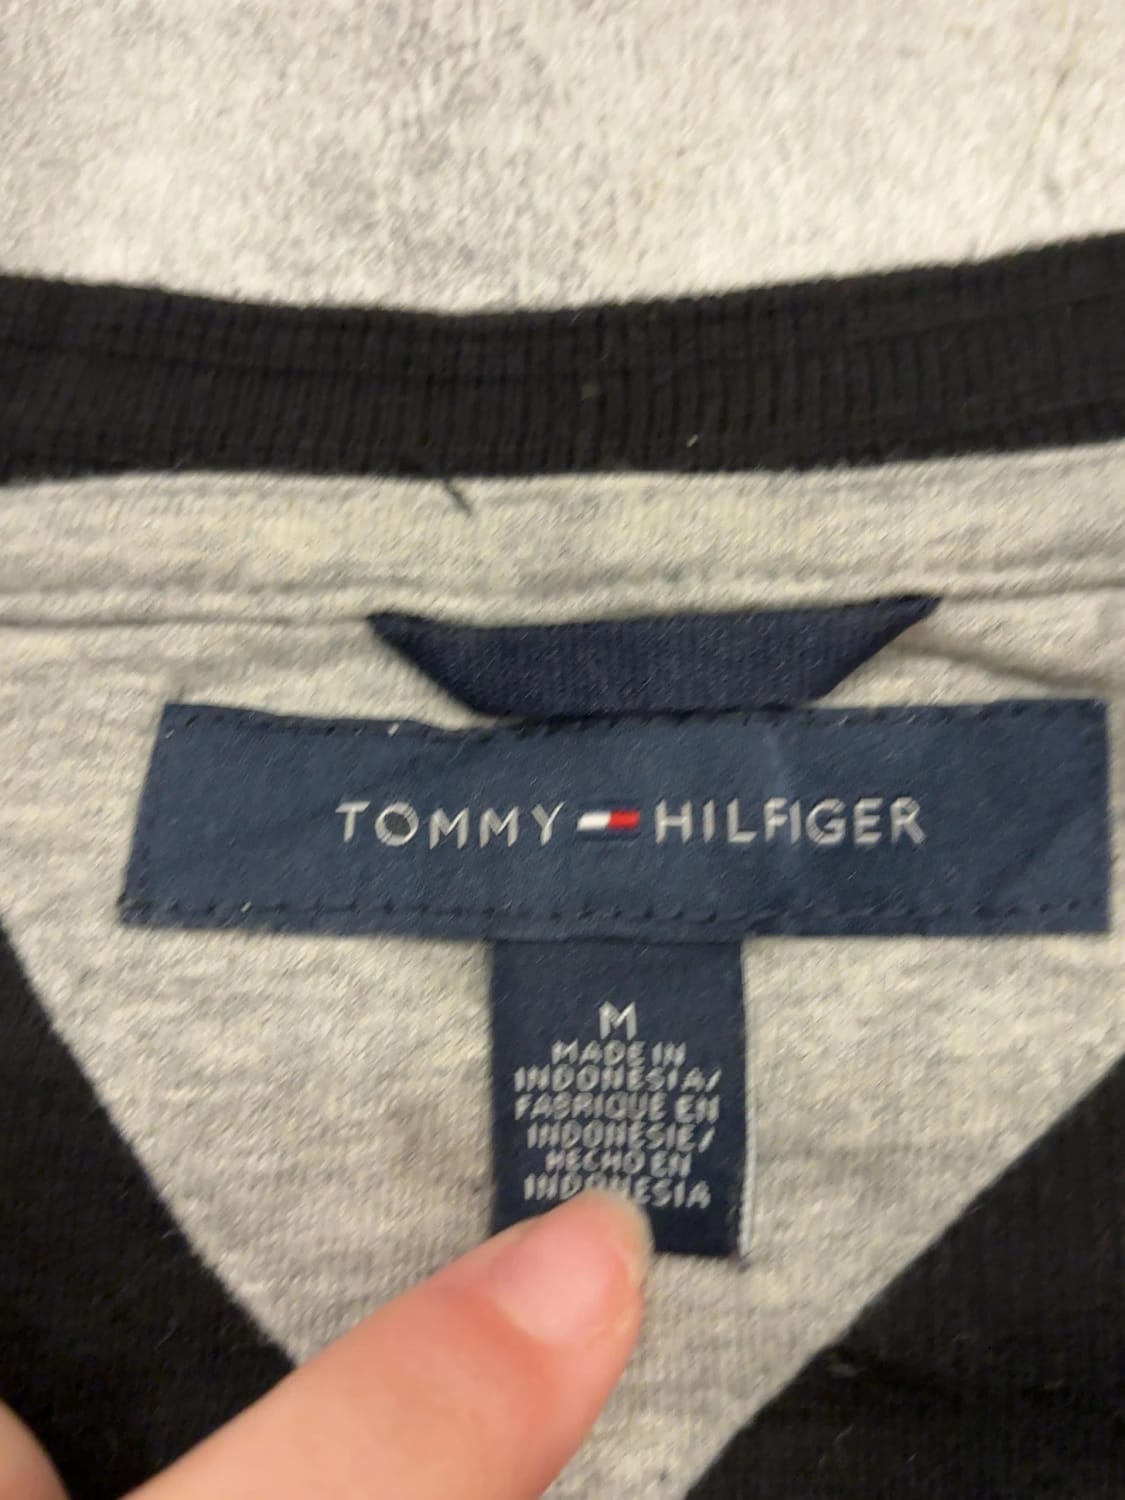 TOMMY HILFIGER
M
MADE IN
INDONESIA/
FABRIQUE EN
INDONESIE/
HECHO EN
INDONESIA